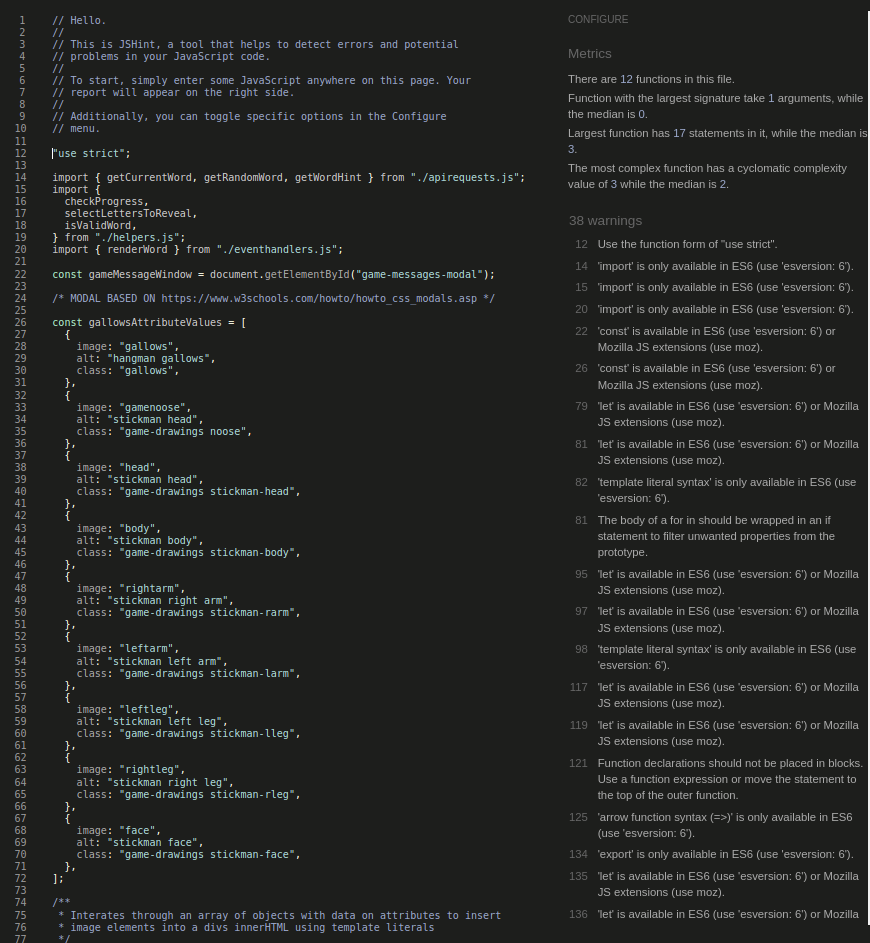 1 // Hello.
2 //
3 // This is JSHint, a tool that helps to detect errors and potential
4 // problems in your JavaScript code.
5 //
6 // To start, simply enter some JavaScript anywhere on this page. Your
7 // report will appear on the right side.
8 //
9 // Additionally, you can toggle specific options in the Configure
10 // menu.
11
12 "use strict";
13
14 import { getCurrentWord, getRandomWord, getWordHint } from "./apirequests.js";
15 import {
16 checkProgress,
17 selectLettersToReveal,
18 isValidWord,
19 } from "./helpers.js";
20 import { renderWord } from "./eventhandlers.js";
21
22 const gameMessageWindow = document.getElementById("game-messages-modal");
23
24 /* MODAL BASED ON https://www.w3schools.com/howto/howto_css_modals.asp */
25
26 const gallowsAttributeValues = [
27 {
28 image: "gallows",
29 alt: "hangman gallows",
30 class: "gallows",
31 },
32 {
33 image: "gamenoose",
34 alt: "stickman head",
35 class: "game-drawings noose",
36 },
37 {
38 image: "head",
39 alt: "stickman head",
40 class: "game-drawings stickman-head",
41 },
42 {
43 image: "body",
44 alt: "stickman body",
45 class: "game-drawings stickman-body",
46 },
47 {
48 image: "rightarm",
49 alt: "stickman right arm",
50 class: "game-drawings stickman-rarm",
51 },
52 {
53 image: "leftarm",
54 alt: "stickman left arm",
55 class: "game-drawings stickman-larm",
56 },
57 {
58 image: "leftleg",
59 alt: "stickman left leg",
60 class: "game-drawings stickman-lleg",
61 },
62 {
63 image: "rightleg",
64 alt: "stickman right leg",
65 class: "game-drawings stickman-rleg",
66 },
67 {
68 image: "face",
69 alt: "stickman face",
70 class: "game-drawings stickman-face",
71 },
72 ];
73
74 /**
75 * Interates through an array of objects with data on attributes to insert
76 * image elements into a divs innerHTML using template literals
77 */
CONFIGURE
Metrics
There are 12 functions in this file.
Function with the largest signature take 1 arguments, while
the median is 0.
Largest function has 17 statements in it, while the median is
3.
The most complex function has a cyclomatic complexity
value of 3 while the median is 2.
38 warnings
12 Use the function form of "use strict".
14 'import' is only available in ES6 (use 'esversion: 6').
15 'import' is only available in ES6 (use 'esversion: 6').
20 'import' is only available in ES6 (use 'esversion: 6').
22 'const' is available in ES6 (use 'esversion: 6') or
Mozilla JS extensions (use moz).
26 'const' is available in ES6 (use 'esversion: 6') or
Mozilla JS extensions (use moz).
79 'let' is available in ES6 (use 'esversion: 6') or Mozilla
JS extensions (use moz).
81 'let' is available in ES6 (use 'esversion: 6') or Mozilla
JS extensions (use moz).
82 'template literal syntax' is only available in ES6 (use
'esversion: 6').
81 The body of a for in should be wrapped in an if
statement to filter unwanted properties from the
prototype.
95 'let' is available in ES6 (use 'esversion: 6') or Mozilla
JS extensions (use moz).
97 'let' is available in ES6 (use 'esversion: 6') or Mozilla
JS extensions (use moz).
98 'template literal syntax' is only available in ES6 (use
'esversion: 6').
117 'let' is available in ES6 (use 'esversion: 6') or Mozilla
JS extensions (use moz).
119 'let' is available in ES6 (use 'esversion: 6') or Mozilla
JS extensions (use moz).
121 Function declarations should not be placed in blocks.
Use a function expression or move the statement to
the top of the outer function.
125 'arrow function syntax (=>)' is only available in ES6
(use 'esversion: 6').
134 'export' is only available in ES6 (use 'esversion: 6').
135 'let' is available in ES6 (use 'esversion: 6') or Mozilla
JS extensions (use moz).
136 'let' is available in ES6 (use 'esversion: 6') or Mozilla